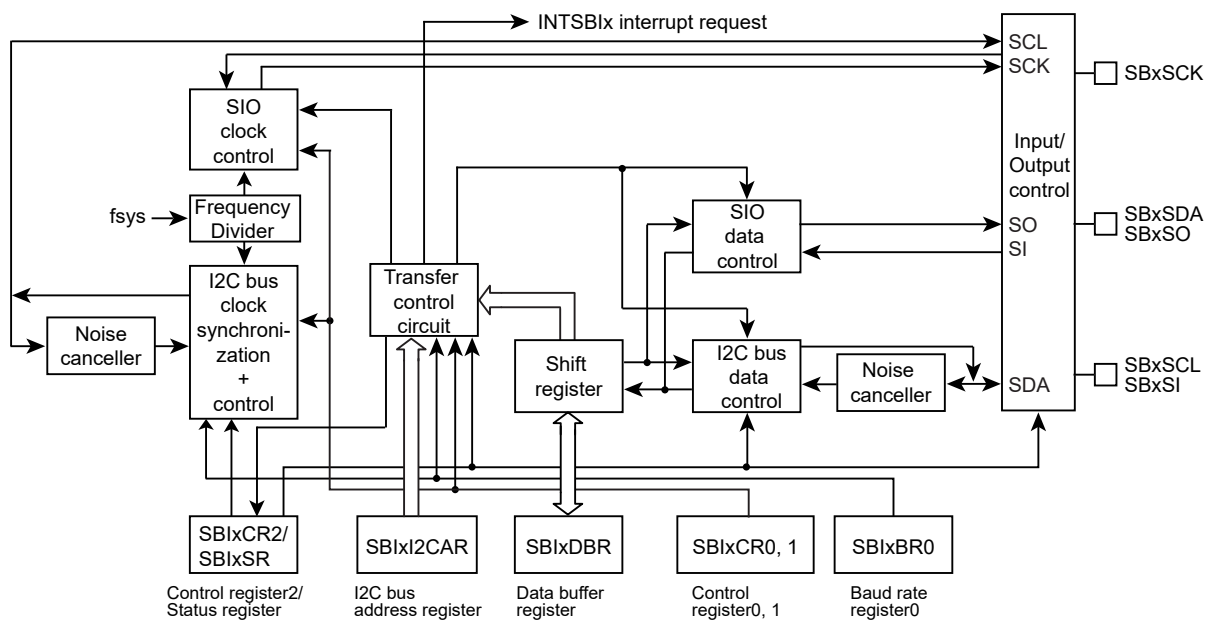 INTSBIx interrupt request
SCL
SCK
SBxSCK
SIO
clock
control
Input/
Output
control
fsys
Frequency
Divider
SIO
data
control
SO
SI
SBxSDA
SBxSO
I2C bus
clock
synchroni-
zation
+
control
Transfer
control
circuit
Noise
canceller
Shift
register
I2C bus
data
control
Noise
canceller
SDA
SBxSCL
SBxSI
SBIxCR2/
SBIxSR
SBIxI2CAR
SBIxDBR
SBIxCR0, 1
SBIxBR0
Control register2/
Status register
I2C bus
address register
Data buffer
register
Control
register0, 1
Baud rate
register0